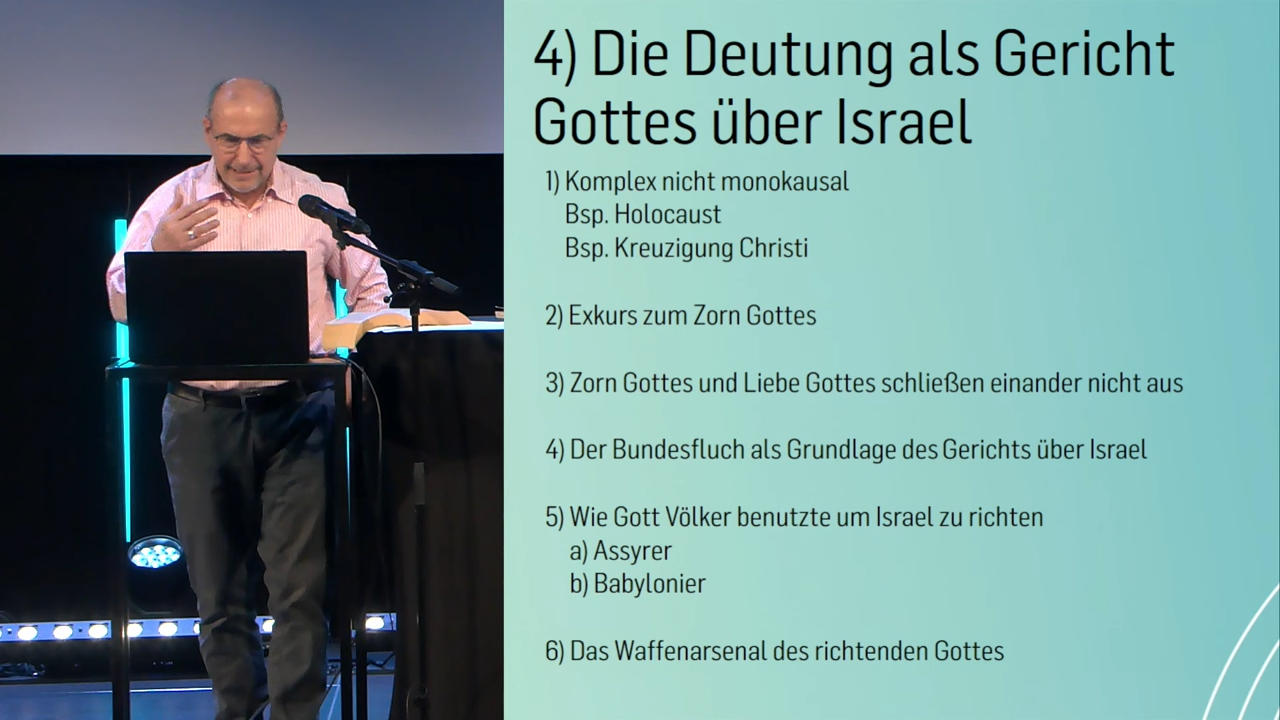 4) Die Deutung als Gericht
Gottes über Israel
1) Komplex nicht monokausal
Bsp. Holocaust
Bsp. Kreuzigung Christi
2) Exkurs zum Zorn Gottes
3) Zorn Gottes und Liebe Gottes schließen einander nicht aus
4) Der Bundesfluch als Grundlage des Gerichts über Israel
5) Wie Gott Völker benutzte um Israel zu richten
a) Assyrer
b) Babylonier
6) Das Waffenarsenal des richtenden Gottes